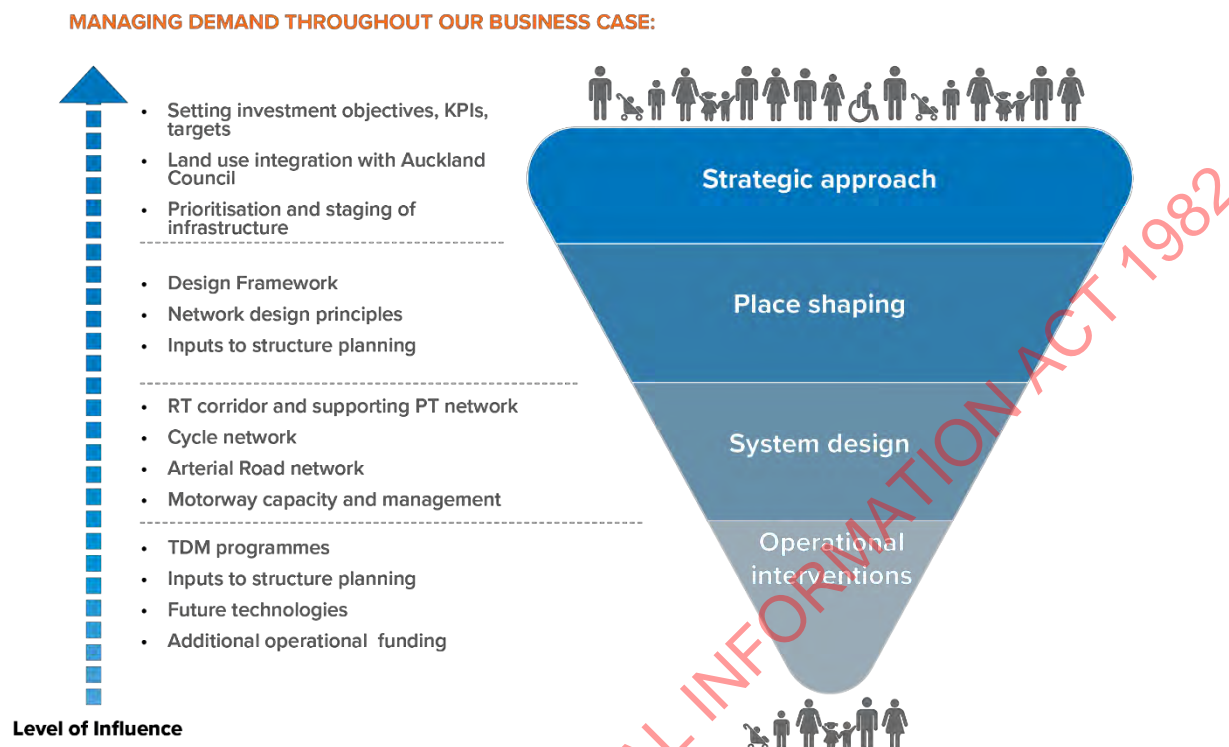 MANAGING DEMAND THROUGHOUT OUR BUSINESS CASE:
• Setting investment objectives, KPIs,
targets
• Land use integration with Auckland
Council
• Prioritisation and staging of
infrastructure
Strategic approach
• Design Framework
• Network design principles
• Inputs to structure planning
Place shaping
• RT corridor and supporting PT network
• Cycle network
• Arterial Road network
• Motorway capacity and management
System design
• TDM programmes
• Inputs to structure planning
• Future technologies
• Additional operational funding
Operational
interventions
Level of Influence
INFORMATION ACT 1982